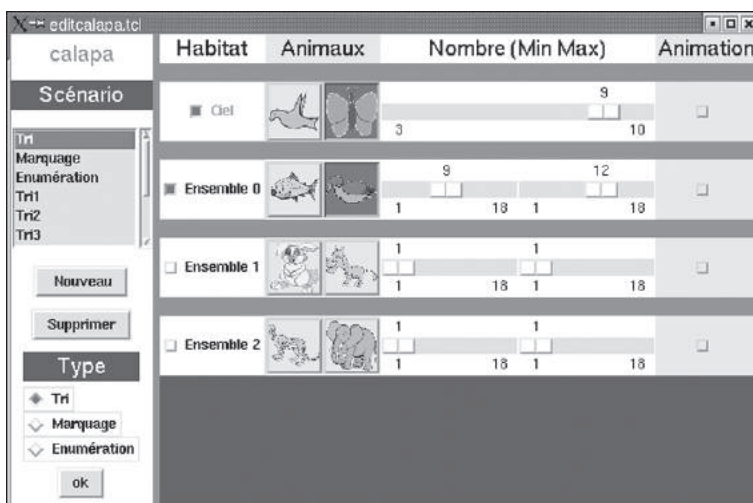 editcalapa.tcl
calapa
Habitat Animaux Nombre (Min Max) Animation
Scénario
Tri
Marquage
Enumération
Tri1
Tri2
Tri3
Nouveau
Supprimer
Type
Tri
Marquage
Enumération
ok
Ciel
9
3 10
Ensemble 0
9 12
1 18 1 18
Ensemble 1
1 1
1 18 1 18
Ensemble 2
1 1
1 18 1 18